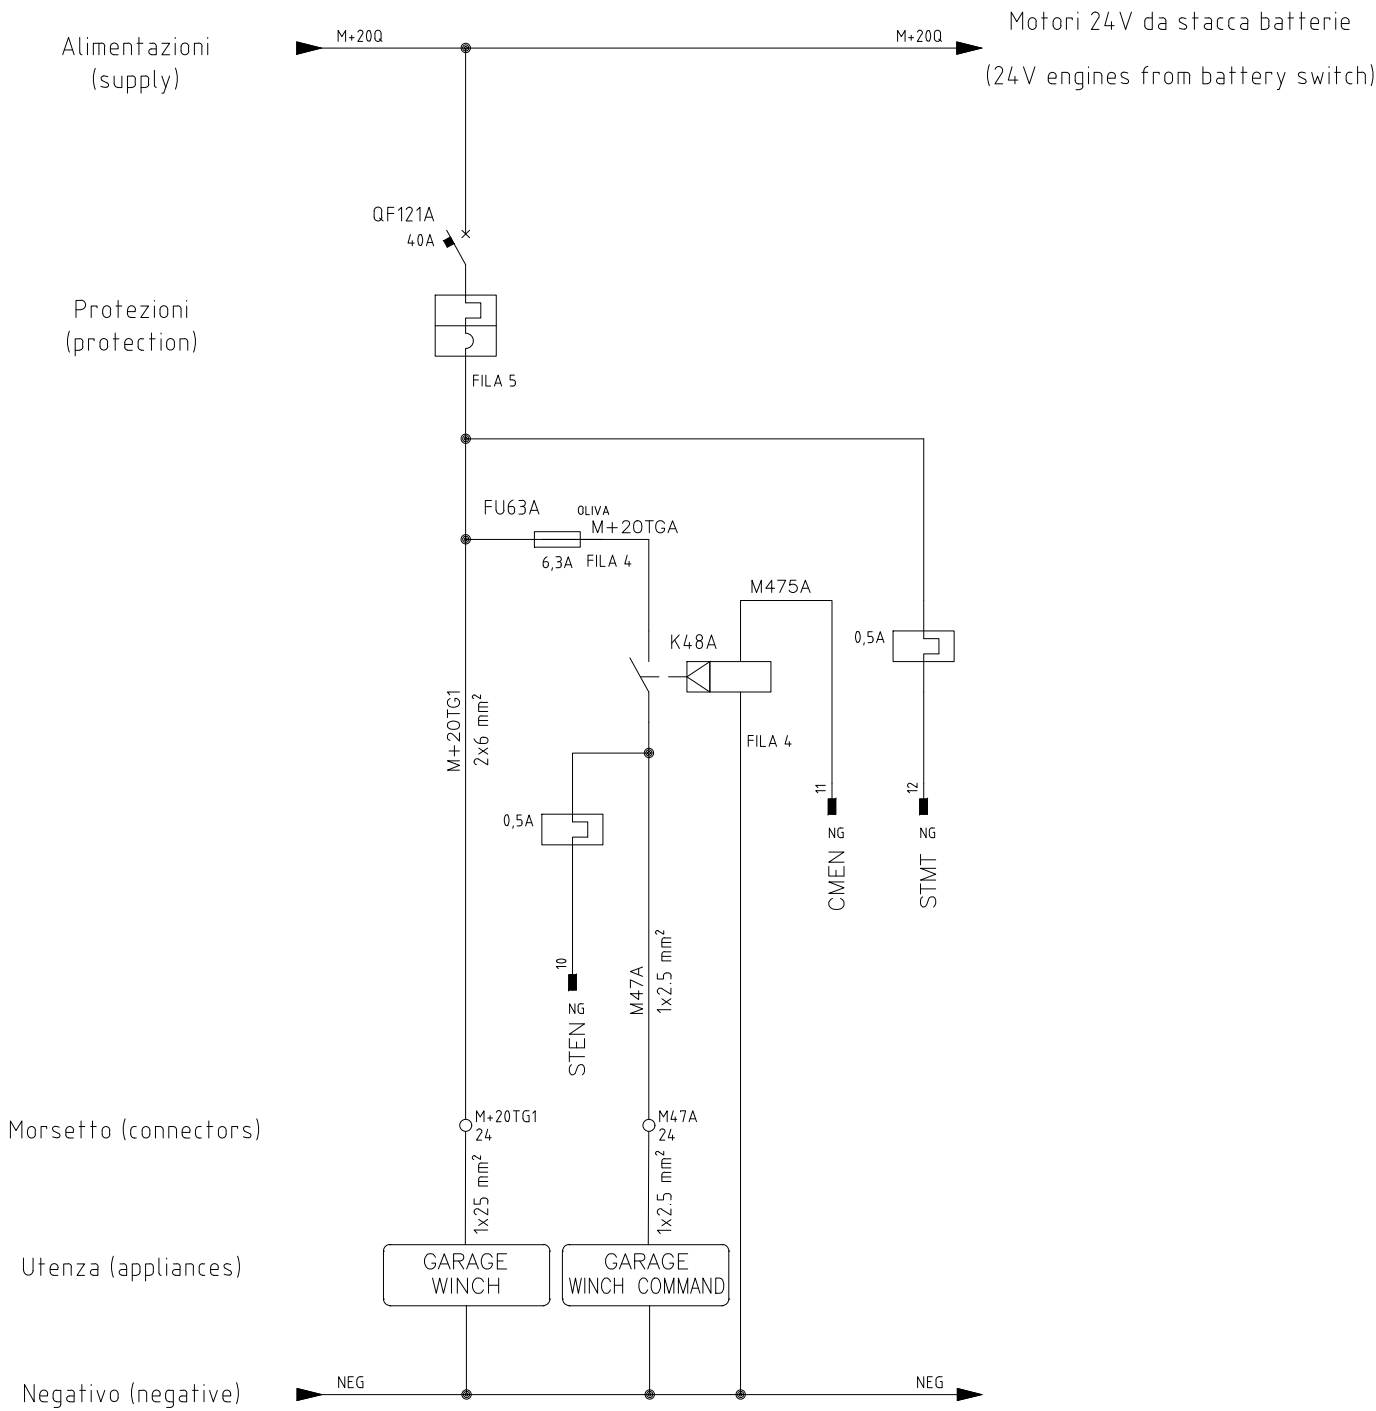 Motori 24V da stacca batterie
(24V engines from battery switch)
Alimentazioni
(supply)
M+20Q
M+20Q
QF121A
40A
Protezioni
(protection)
FILA 5
FU63A
OLIVA
M+20TGA
6,3A
FILA 4
M475A
K48A
0,5A
M+20TG1
2x6 mm²
FILA 4
11
12
NG
NG
CMEN
STMT
0,5A
10
NG
STEN
M47A
1x2.5 mm²
Morsetto (connectors)
M+20TG1
24
M47A
24
1x25 mm²
1x2.5 mm²
Utenza (appliances)
GARAGE
WINCH
GARAGE
WINCH COMMAND
Negativo (negative)
NEG
NEG